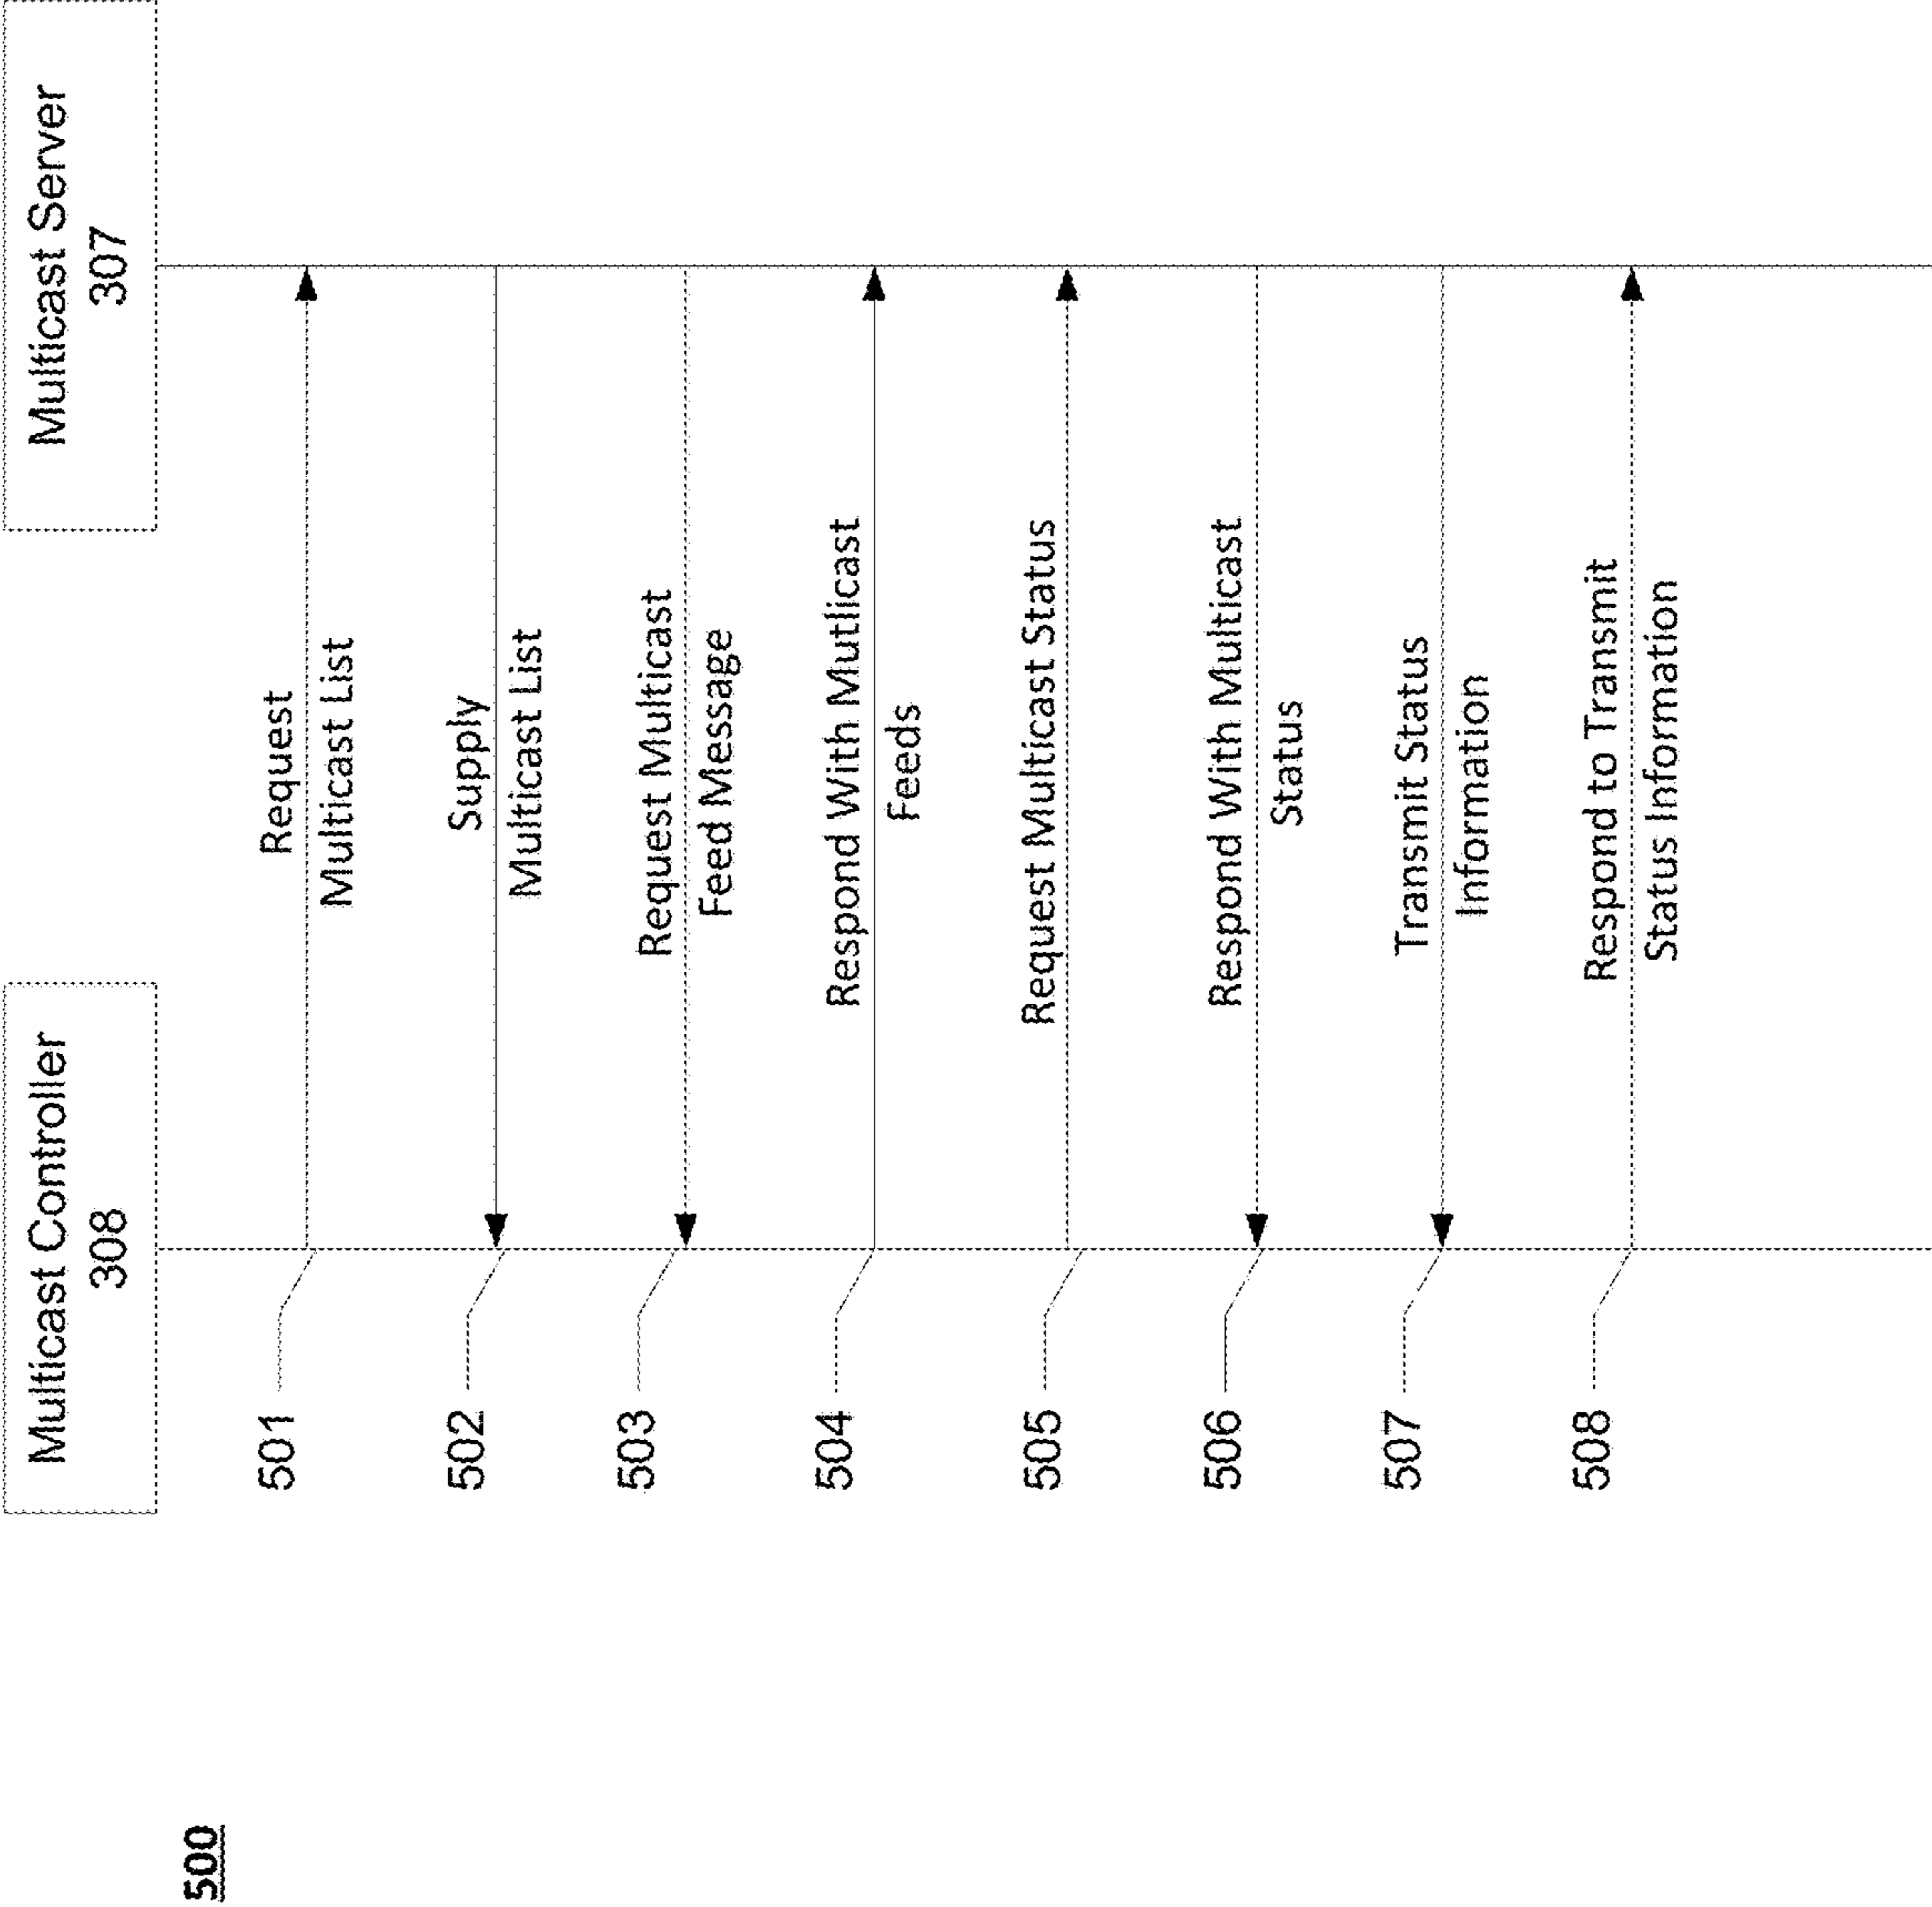 500
Multicast Controller
308
Multicast Server
307
501
Request
Multicast List
502
Supply
Multicast List
503
Request Multicast
Feed Message
504
Respond With Mutlicast
Feeds
505
Request Multicast Status
506
Respond With Multicast
Status
507
Transmit Status
Information
508
Respond to Transmit
Status Information